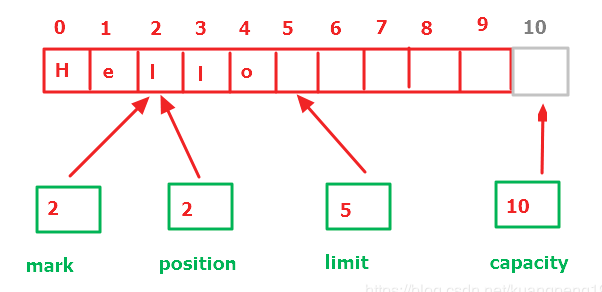 0 1 2 3 4 5 6 7 8 9 10
H e l l o
2 2 5 10
mark position limit capacity